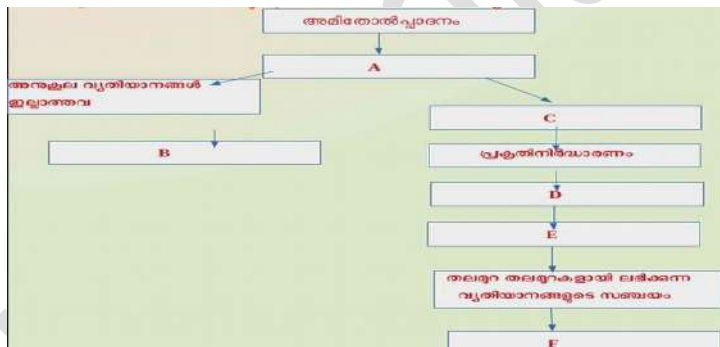 അമിതോൽപ്പാദനം
A
അനുകൂല വ്യതിയാനങ്ങൾ
ഇല്ലാത്തവ
C
B
പ്രകൃതിനിർദ്ധാരണം
D
E
തലമുറ തലമുറകളായി ലഭിക്കുന്ന
വ്യതിയാനങ്ങളുടെ സഞ്ചയം
F